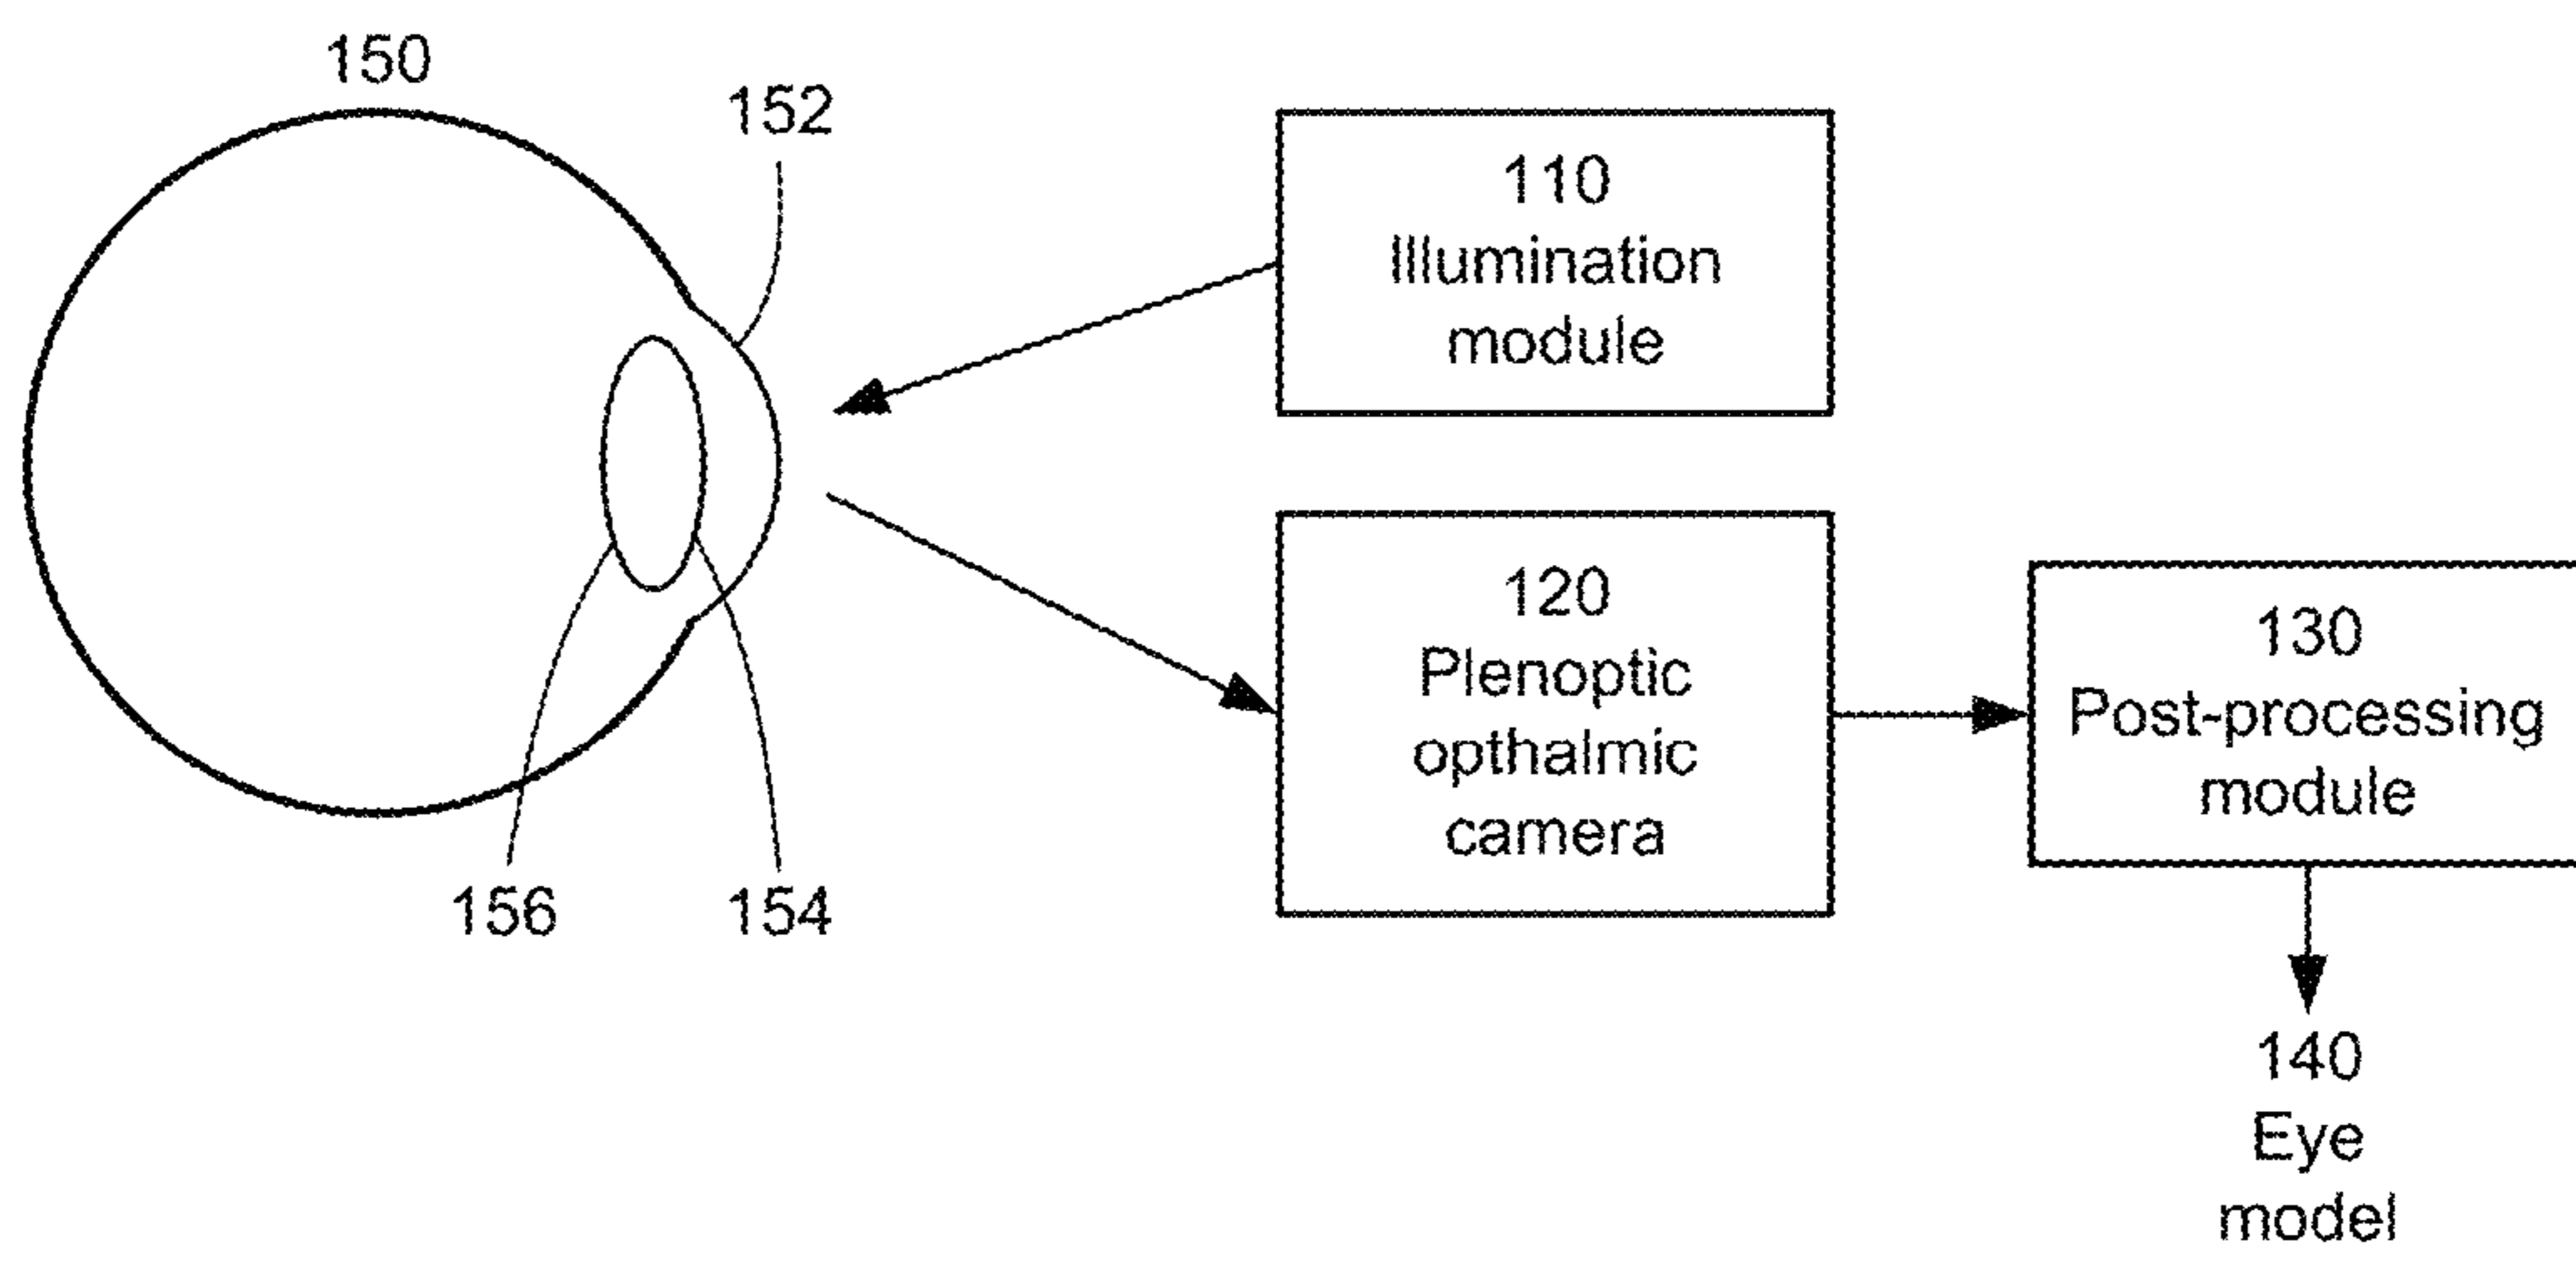 150
152
110
Illumination
module
120
Plenoptic
opthalmic
camera
130
Post-processing
module
156
154
140
Eye
model